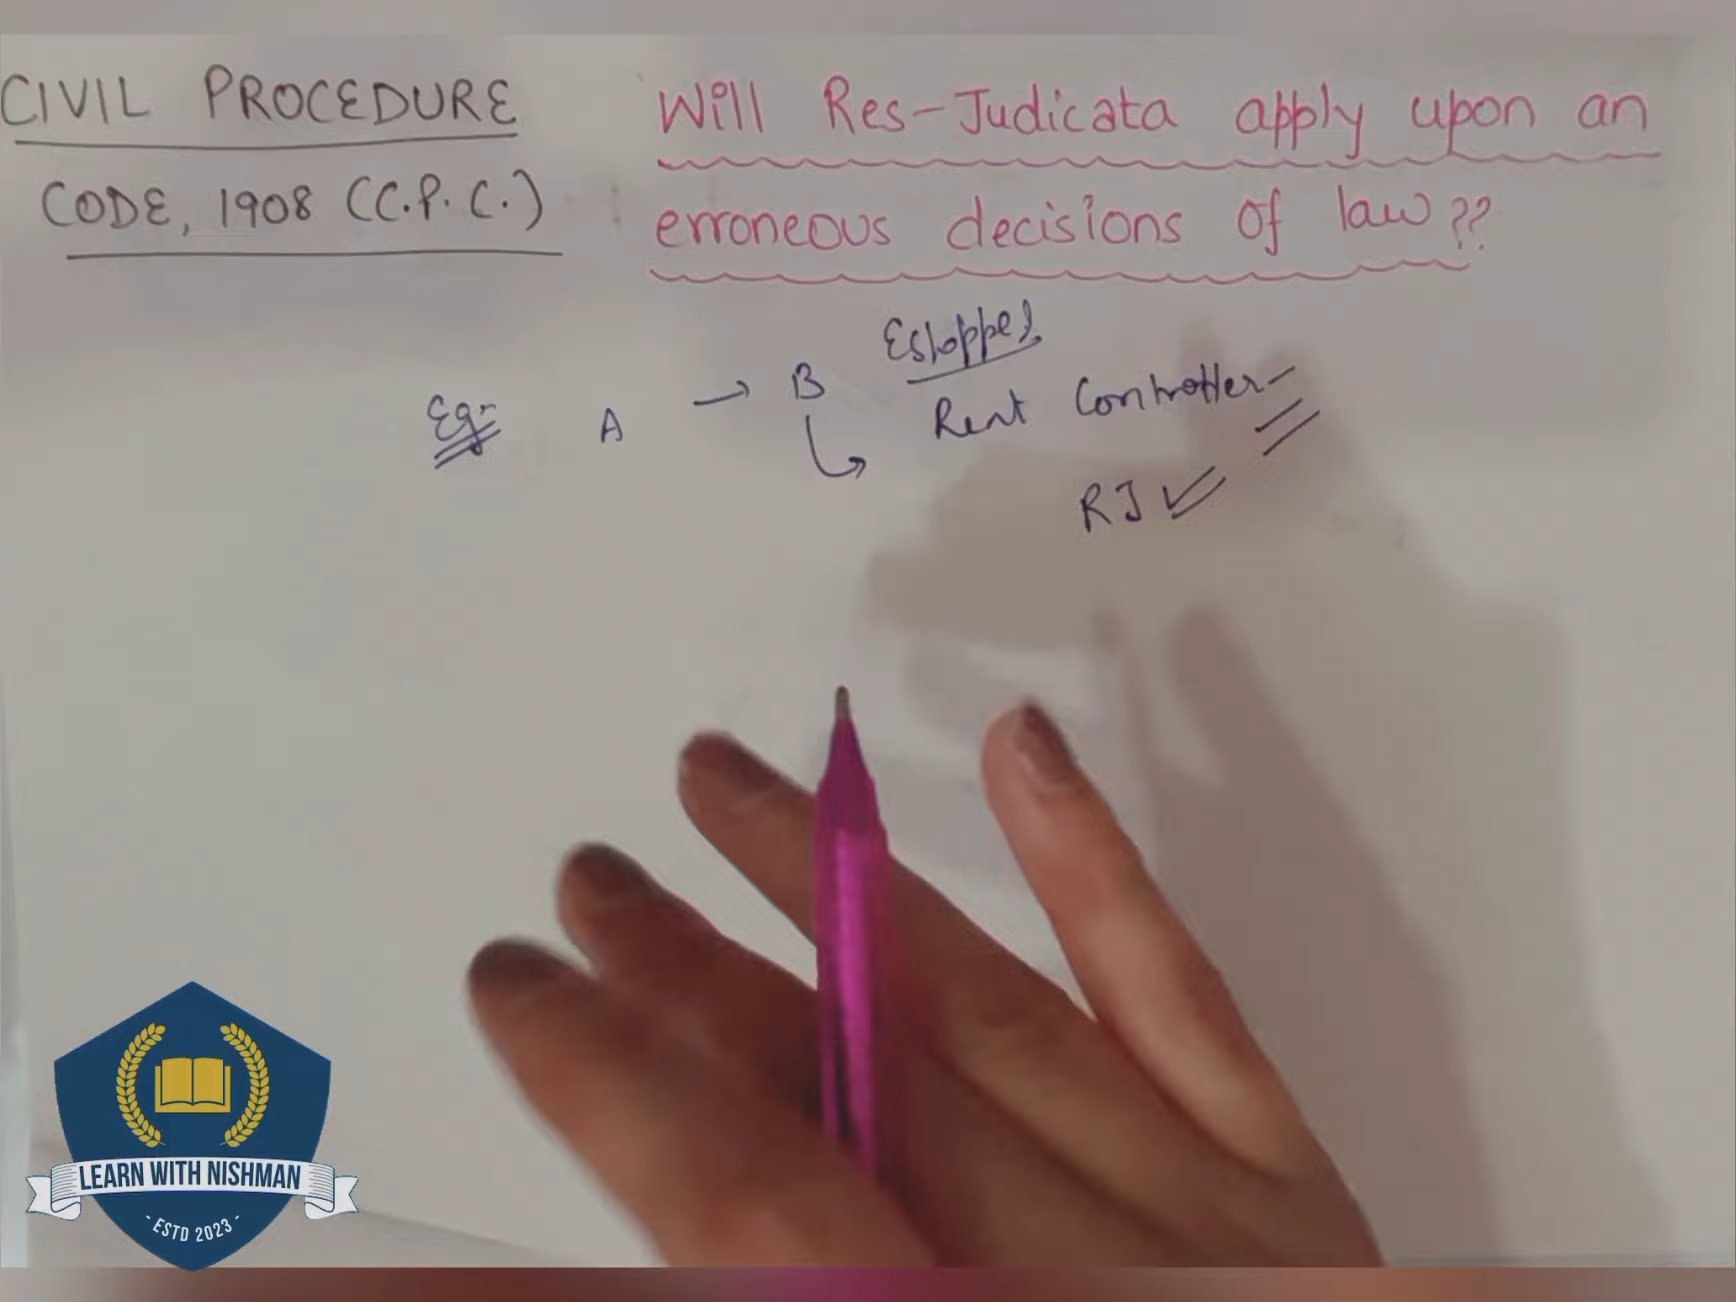 CIVIL PROCEDURE
CODE, 1908 (C.P.C.)
Will Res-Judicata apply upon an
erroneous decisions of law??
Eg:-
A → B
Estoppel
Rent Controller-
RJ ✓
LEARN WITH NISHMAN
- ESTD 2023 -